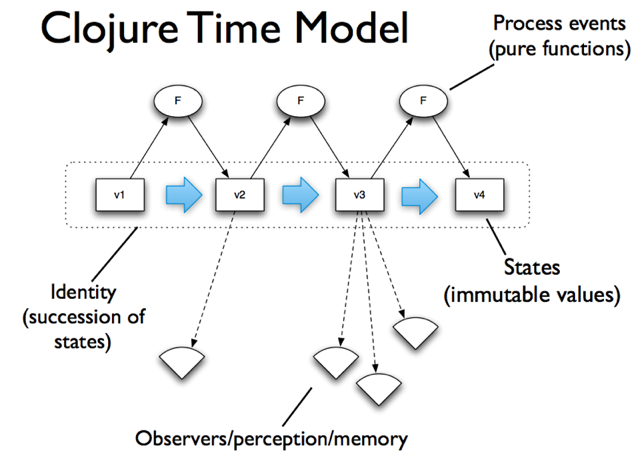 Clojure Time Model
Process events
(pure functions)
F
F
F
v1
v2
v3
v4
Identity
(succession of
states)
States
(immutable values)
Observers/perception/memory